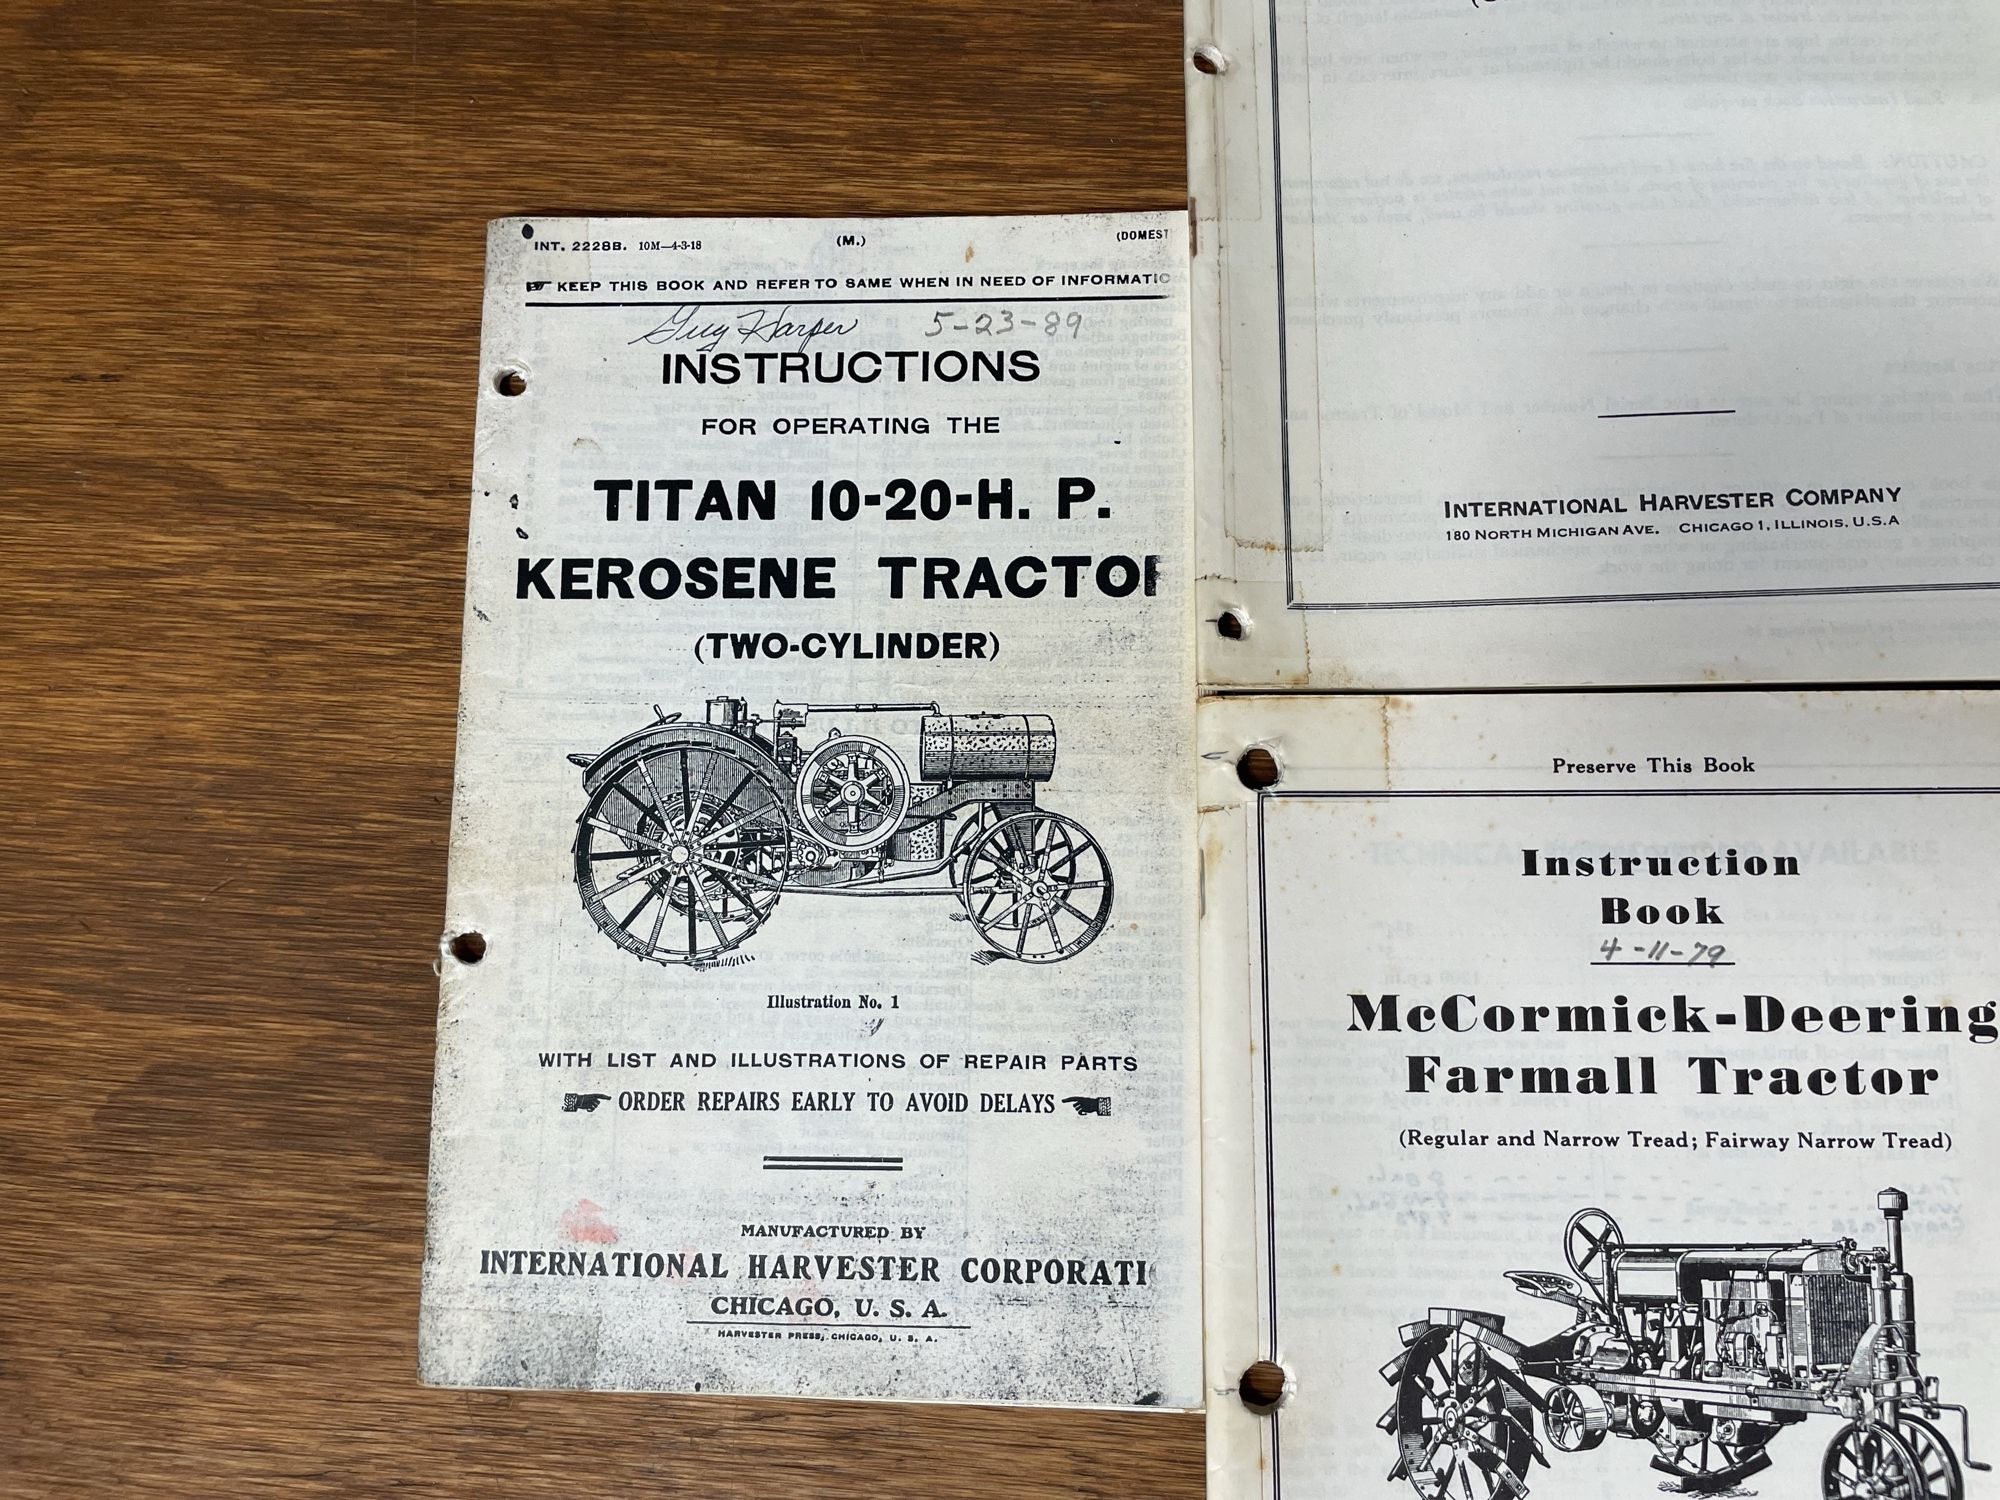 INT. 2228B. 10M—4-3-18 (M.) (DOMEST
☞ KEEP THIS BOOK AND REFER TO SAME WHEN IN NEED OF INFORMATIO
Guy Harper 5-23-89
INSTRUCTIONS
FOR OPERATING THE
TITAN 10-20-H. P.
KEROSENE TRACTOR
(TWO-CYLINDER)
Illustration No. 1
WITH LIST AND ILLUSTRATIONS OF REPAIR PARTS
ORDER REPAIRS EARLY TO AVOID DELAYS
MANUFACTURED BY
INTERNATIONAL HARVESTER CORPORATIO
CHICAGO, U. S. A.
HARVESTER PRESS, CHICAGO, U. S. A.
INTERNATIONAL HARVESTER COMPANY
180 NORTH MICHIGAN AVE. CHICAGO 1, ILLINOIS, U.S.A
Preserve This Book
Instruction
Book
4-11-79
McCormick-Deering
Farmall Tractor
(Regular and Narrow Tread; Fairway Narrow Tread)